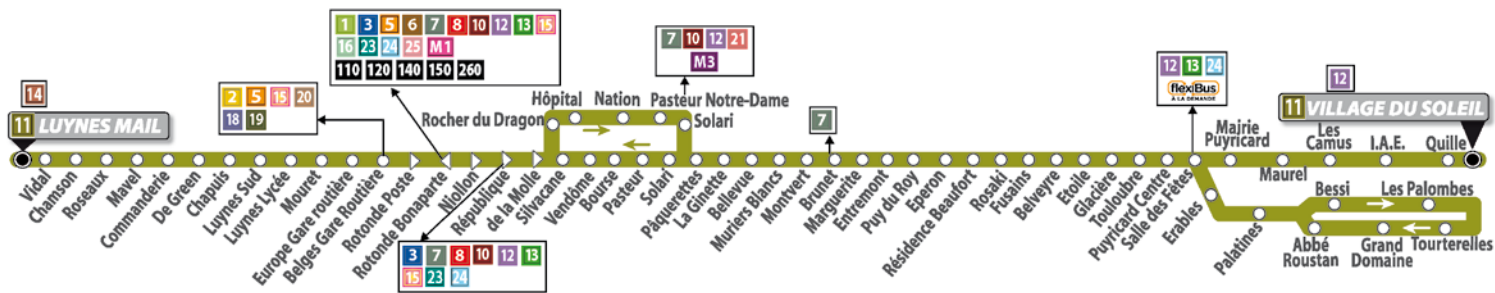 14
11 LUYNES MAIL
Vidal
Chamson
Roseaux
Mavel
Commanderie
De Green
Chapuis
Luynes Sud
Luynes Lycée
Mouret
Europe Gare routière
Belges Gare Routière
2 5 15 20
18 19
Rotonde Poste
Rotonde Bonaparte
1 3 5 6 7 8 10 12 13 15
16 23 24 25 M1
110 120 140 150 260
Niollon
République
3 7 8 10 12 13
15 23 24
de la Molle
Rocher du Dragon
Hôpital
Nation
Pasteur Notre-Dame
Solari
7 10 12 21
M3
Silvacane
Vendôme
Bourse
Pasteur
Solari
Pâquerettes
La Ginette
Bellevue
Muriers Blancs
Montvert
Brunet
7
Marguerite
Entremont
Puy du Roy
Eperon
Résidence Beaufort
Rosaki
Fusains
Belveye
Etoile
Glacière
Touloubre
Puyricard Centre
Salle des Fêtes
12 13 24
flexiBus
À LA DEMANDE
Mairie
Puyricard
Maurel
Les
Camus
I.A.E.
Quille
12
11 VILLAGE DU SOLEIL
Erables
Palatines
Bessi
Les Palombes
Abbé
Roustan
Grand
Domaine
Tourterelles